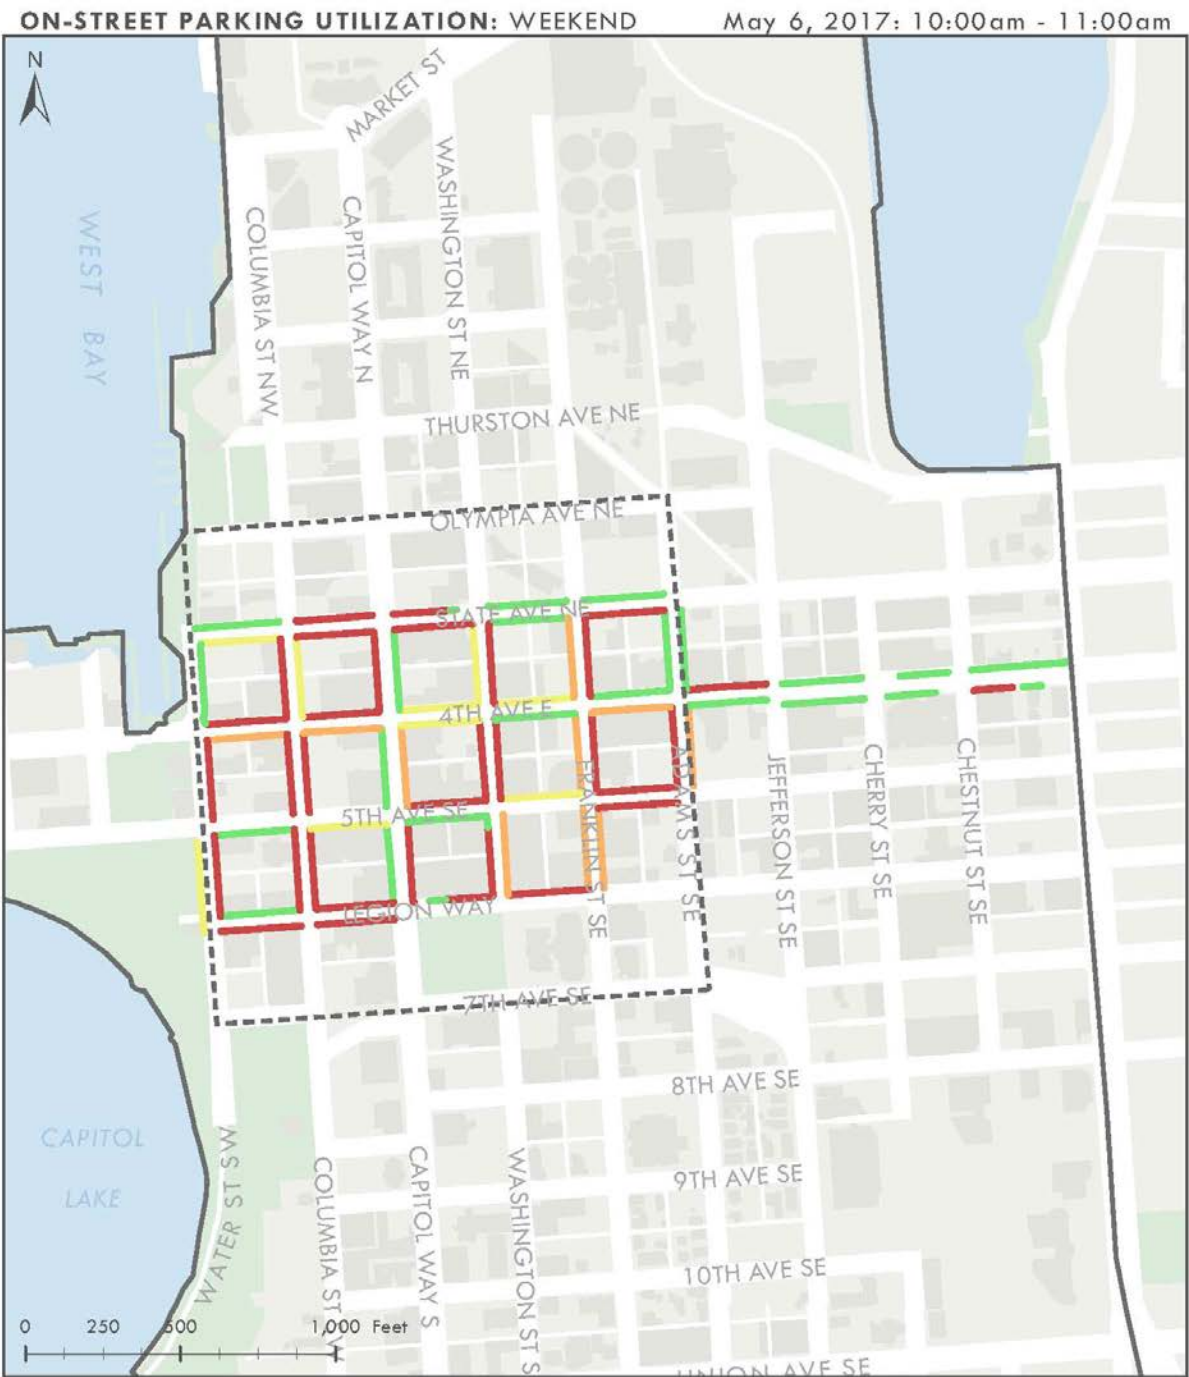 ON-STREET PARKING UTILIZATION: WEEKEND
May 6, 2017: 10:00am - 11:00am
N
MARKET ST
WASHINGTON ST NE
CAPITOL WAY N
COLUMBIA ST NW
WEST BAY
THURSTON AVE NE
OLYMPIA AVE NE
STATE AVE NE
4TH AVE E
5TH AVE SE
FRANKLIN ST SE
ADAMS ST SE
JEFFERSON ST SE
CHERRY ST SE
CHESTNUT ST SE
LEGION WAY
7TH AVE SE
8TH AVE SE
CAPITOL
LAKE
WATER ST SW
COLUMBIA ST
CAPITOL WAY S
WASHINGTON ST S
9TH AVE SE
10TH AVE SE
0 250 500 1,000 Feet
UNION AVE SE